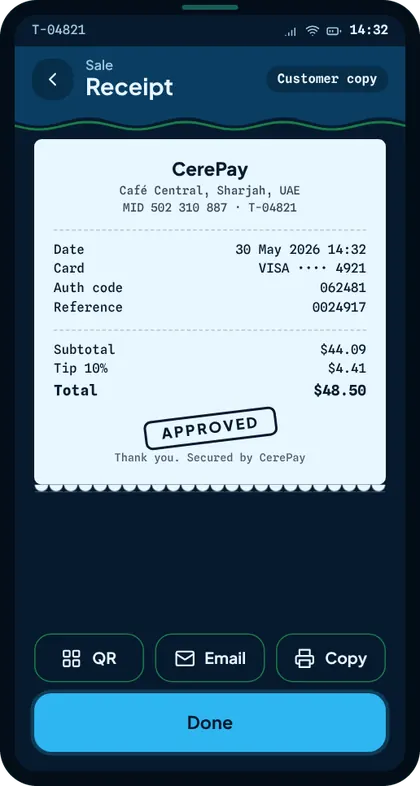 T-04821 14:32
Sale
Receipt
Customer copy
CerePay
Café Central, Sharjah, UAE
MID 502 310 887 · T-04821
Date 30 May 2026 14:32
Card VISA ···· 4921
Auth code 062481
Reference 0024917
Subtotal $44.09
Tip 10% $4.41
Total $48.50
APPROVED
Thank you. Secured by CerePay
QR Email Copy
Done